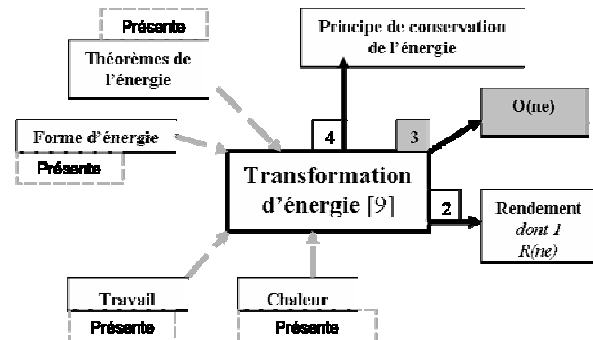 Présente
Théorèmes de
l'énergie
Principe de conservation
de l'énergie
O(ne)
Forme d'énergie
Présente
4
3
Transformation
d'énergie [9]
2
Rendement
dont 1
R(ne)
Travail
Présente
Chaleur
Présente